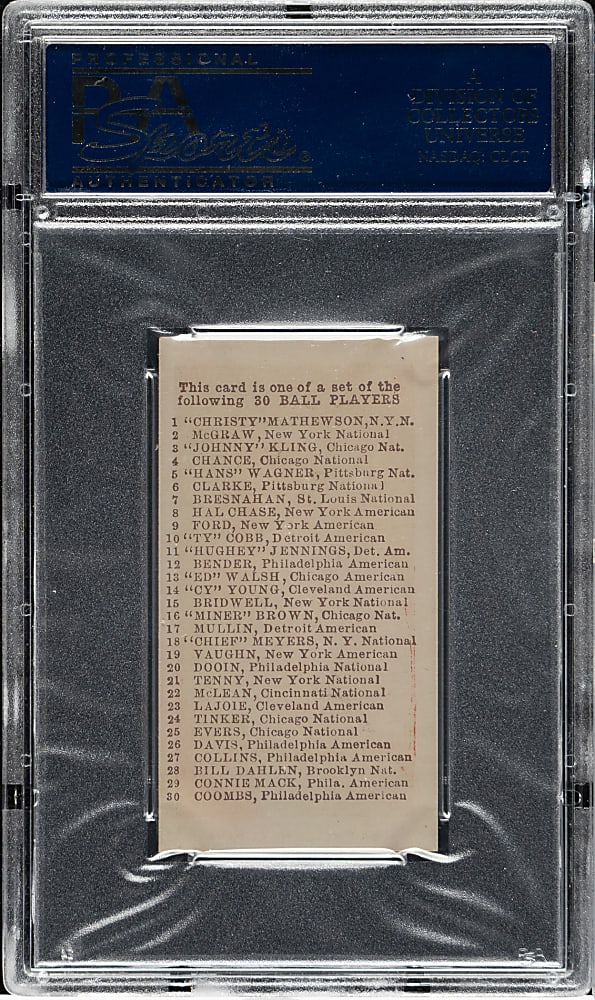 PROFESSIONAL
PSA
Sports
AUTHENTICATOR
A
DIVISION OF
COLLECTORS
UNIVERSE
NASDAQ: CLCT
This card is one of a set of the
following 30 BALL PLAYERS
1 "CHRISTY" MATHEWSON, N.Y.N.
2 McGRAW, New York National
3 "JOHNNY" KLING, Chicago Nat.
4 CHANCE, Chicago National
5 "HANS" WAGNER, Pittsburg Nat.
6 CLARKE, Pittsburg National
7 BRESNAHAN, St. Louis National
8 HAL CHASE, New York American
9 FORD, New York American
10 "TY" COBB, Detroit American
11 "HUGHEY" JENNINGS, Det. Am.
12 BENDER, Philadelphia American
13 "ED" WALSH, Chicago American
14 "CY" YOUNG, Cleveland American
15 BRIDWELL, New York National
16 "MINER" BROWN, Chicago Nat.
17 MULLIN, Detroit American
18 "CHIEF" MEYERS, N. Y. National
19 VAUGHN, New York American
20 DOOIN, Philadelphia National
21 TENNY, New York National
22 McLEAN, Cincinnati National
23 LAJOIE, Cleveland American
24 TINKER, Chicago National
25 EVERS, Chicago National
26 DAVIS, Philadelphia American
27 COLLINS, Philadelphia American
28 BILL DAHLEN, Brooklyn Nat.
29 CONNIE MACK, Phila. American
30 COOMBS, Philadelphia American
PSA